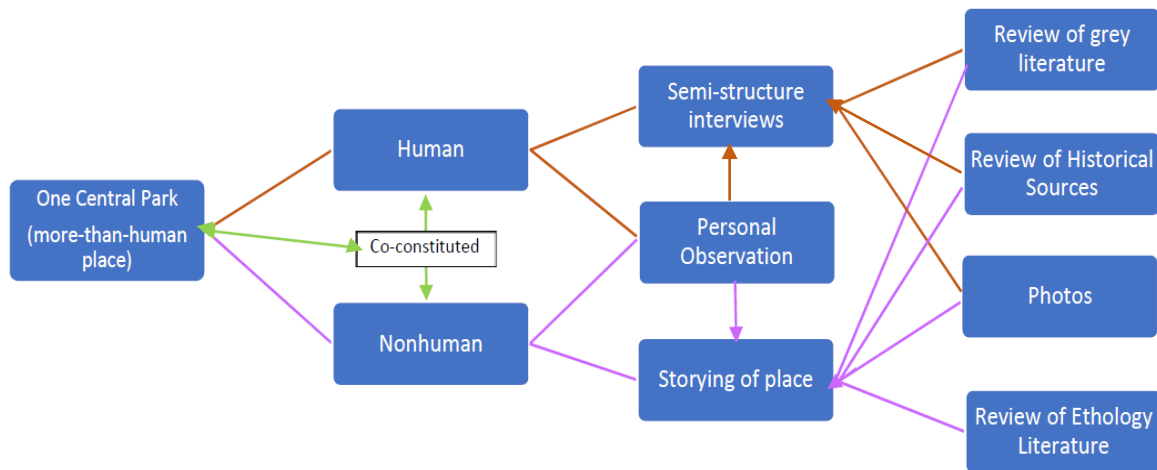 One Central Park
(more-than-human
place)
Human
Co-constituted
Nonhuman
Semi-structure
interviews
Personal
Observation
Storying of place
Review of grey
literature
Review of Historical
Sources
Photos
Review of Ethology
Literature